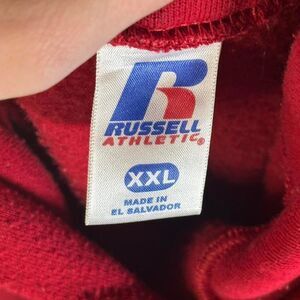 R
RUSSELL
ATHLETIC®
XXL
MADE IN
EL SALVADOR